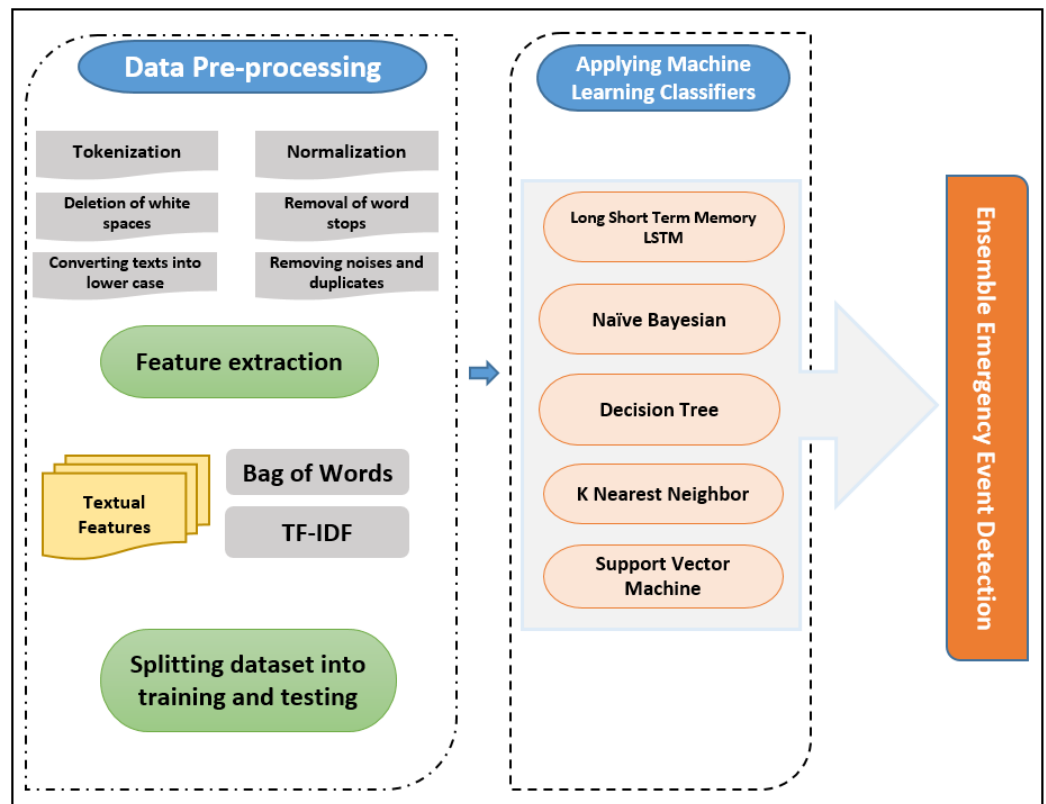 Data Pre-processing
Tokenization
Normalization
Deletion of white
spaces
Removal of word
stops
Converting texts into
lower case
Removing noises and
duplicates
Feature extraction
Textual
Features
Bag of Words
TF-IDF
Splitting dataset into
training and testing
Applying Machine
Learning Classifiers
Long Short Term Memory
LSTM
Naïve Bayesian
Decision Tree
K Nearest Neighbor
Support Vector
Machine
Ensemble Emergency Event Detection